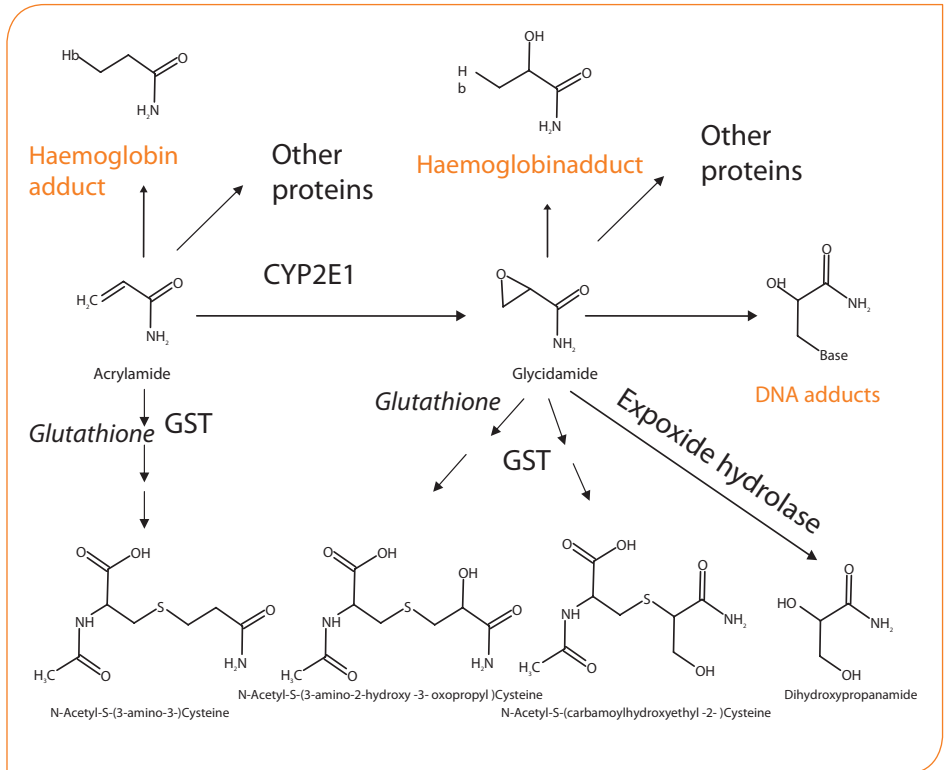 Hb
O
H₂N
Haemoglobin
adduct
Other
proteins
OH
H
b
O
H₂N
Haemoglobinadduct
Other
proteins
H₂C
O
NH₂
Acrylamide
CYP2E1
O
O
NH₂
Glycidamide
O
OH
NH₂
Base
DNA adducts
Glutathione
GST
Glutathione
GST
Expoxide hydrolase
O
OH
S
NH
O
H₃C
O
H₂N
N-Acetyl-S-(3-amino-3-)Cysteine
O
OH
OH
S
NH
O
H₃C
O
H₂N
N-Acetyl-S-(3-amino-2-hydroxy -3- oxopropyl )Cysteine
O
OH
O
S
NH
NH₂
H₃C
O
OH
N-Acetyl-S-(carbamoylhydroxyethyl -2- )Cysteine
O
HO
NH₂
OH
Dihydroxypropanamide